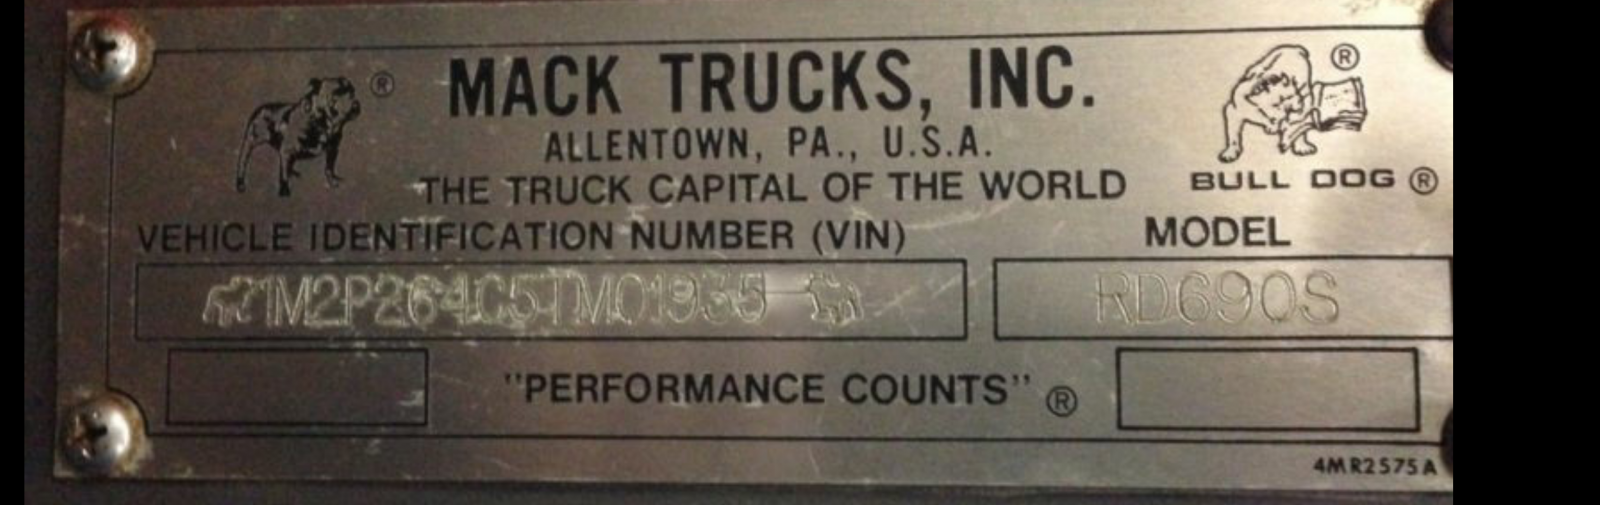 ®
MACK TRUCKS, INC.
®
ALLENTOWN, PA., U.S.A.
THE TRUCK CAPITAL OF THE WORLD
BULL DOG ®
VEHICLE IDENTIFICATION NUMBER (VIN)
MODEL
1M2P264C5TM01935
RD690S
"PERFORMANCE COUNTS" ®
4MR2575A